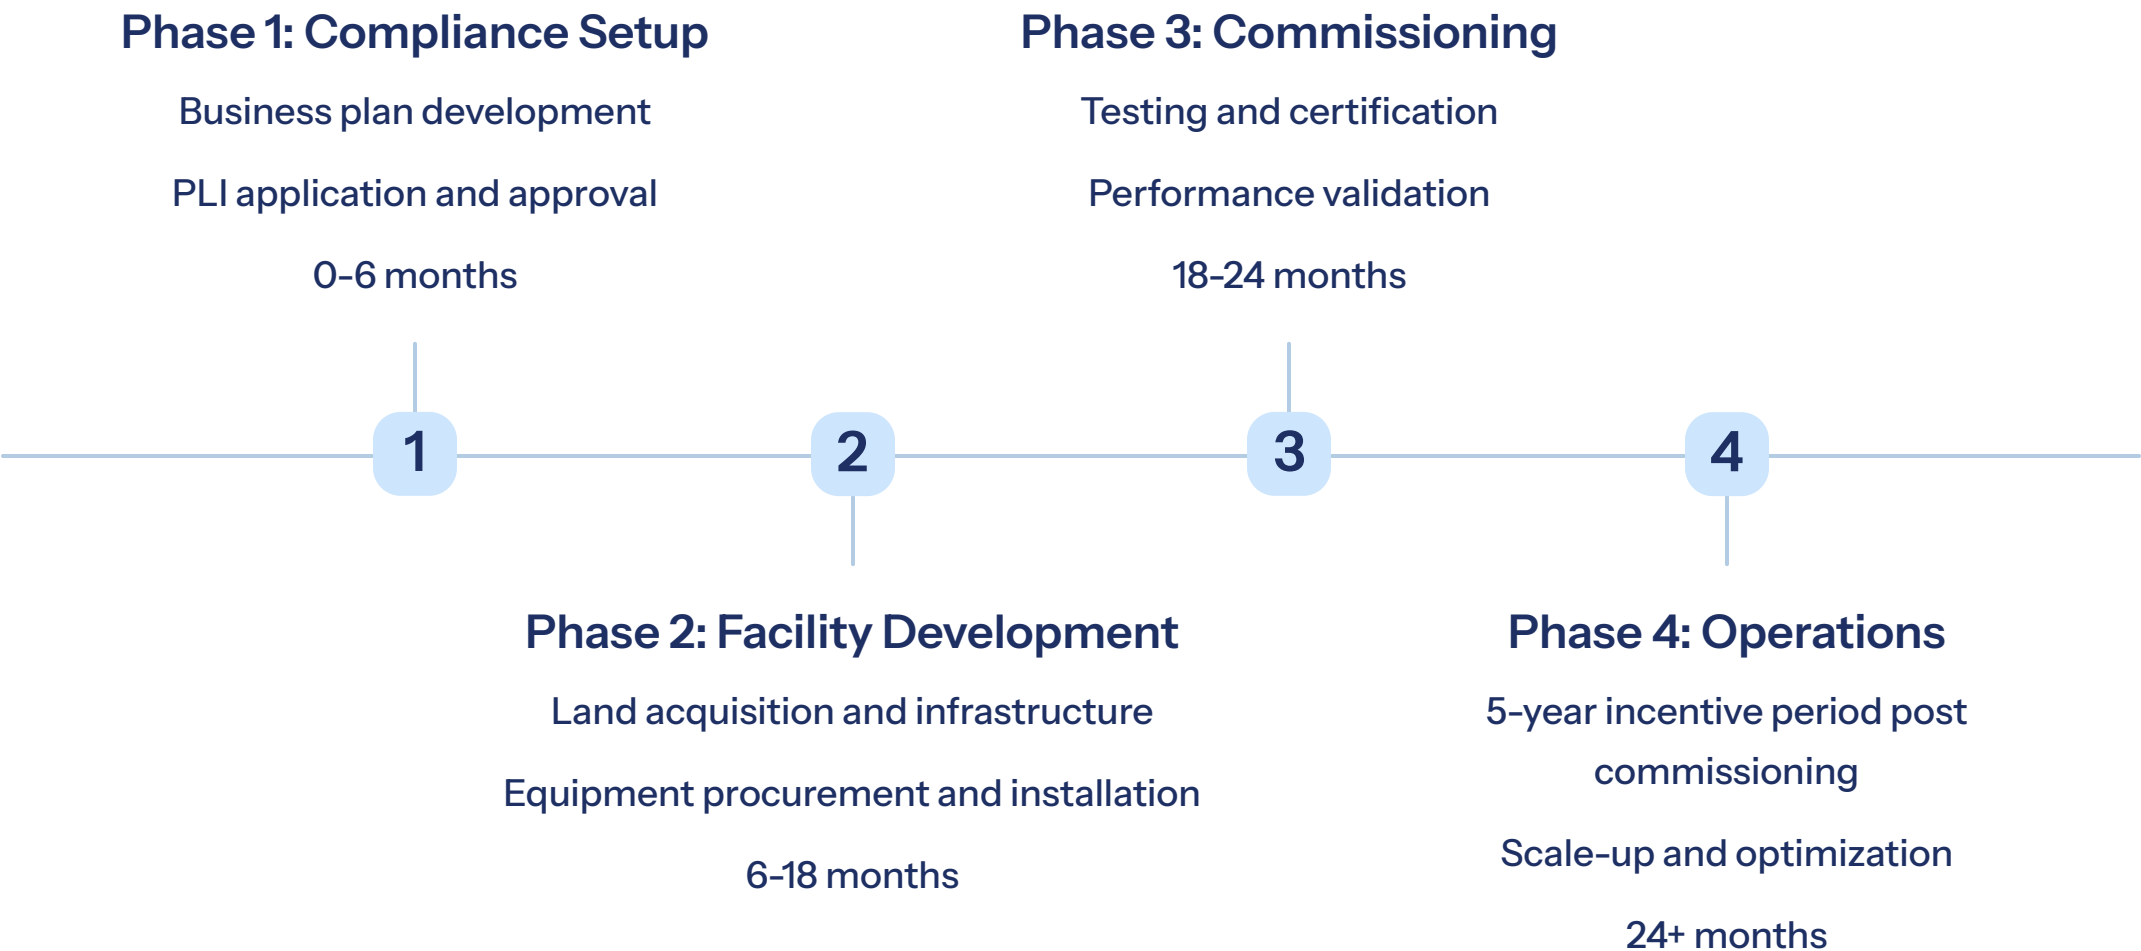 Phase 1: Compliance Setup
Business plan development
PLI application and approval
0-6 months
Phase 3: Commissioning
Testing and certification
Performance validation
18-24 months
1
2
3
4
Phase 2: Facility Development
Land acquisition and infrastructure
Equipment procurement and installation
6-18 months
Phase 4: Operations
5-year incentive period post
commissioning
Scale-up and optimization
24+ months